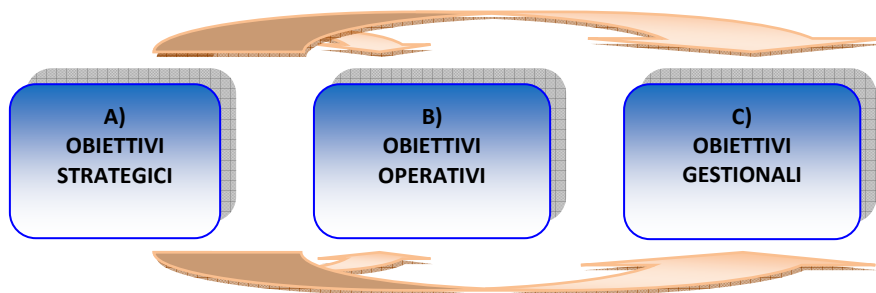 A)
OBIETTIVI
STRATEGICI
B)
OBIETTIVI
OPERATIVI
C)
OBIETTIVI
GESTIONALI